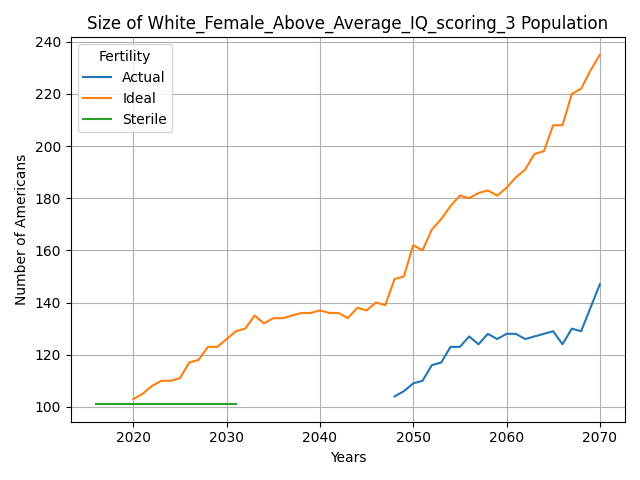 Size of White_Female_Above_Average_IQ_scoring_3 Population
Fertility
Actual
Ideal
Sterile
Number of Americans
240
220
200
180
160
140
120
100
2020 2030 2040 2050 2060 2070
Years